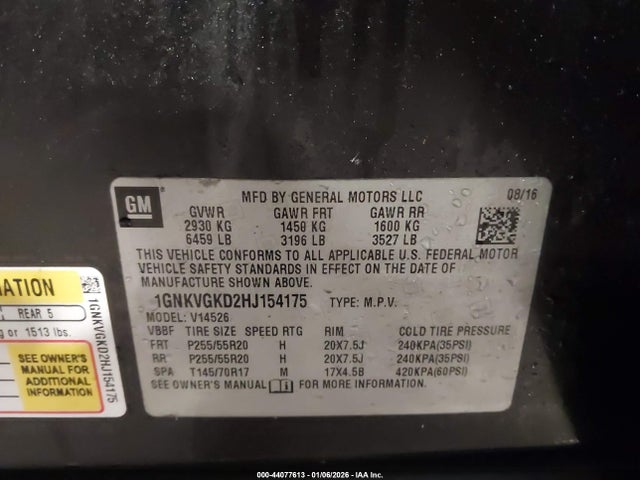 GM
MFD BY GENERAL MOTORS LLC
08/16
GVWR GAWR FRT GAWR RR
2930 KG 1450 KG 1600 KG
6459 LB 3196 LB 3527 LB
THIS VEHICLE CONFORMS TO ALL APPLICABLE U.S. FEDERAL MOTOR
VEHICLE SAFETY STANDARDS IN EFFECT ON THE DATE OF
MANUFACTURE SHOWN ABOVE.
1GNKVGKD2HJ154175 TYPE: M.P.V.
MODEL: V14526
VBBF TIRE SIZE SPEED RTG RIM COLD TIRE PRESSURE
FRT P255/55R20 H 20X7.5J 240KPA(35PSI)
RR P255/55R20 H 20X7.5J 240KPA(35PSI)
SPA T145/70R17 M 17X4.5B 420KPA(60PSI)
SEE OWNER'S MANUAL FOR MORE INFORMATION.
MATION
REAR 5
g or 1513 lbs.
SEE OWNER'S
MANUAL FOR
ADDITIONAL
INFORMATION
1GNKVGKD2HJ154175
000-44077613 - 01/06/2026 - IAA Inc.